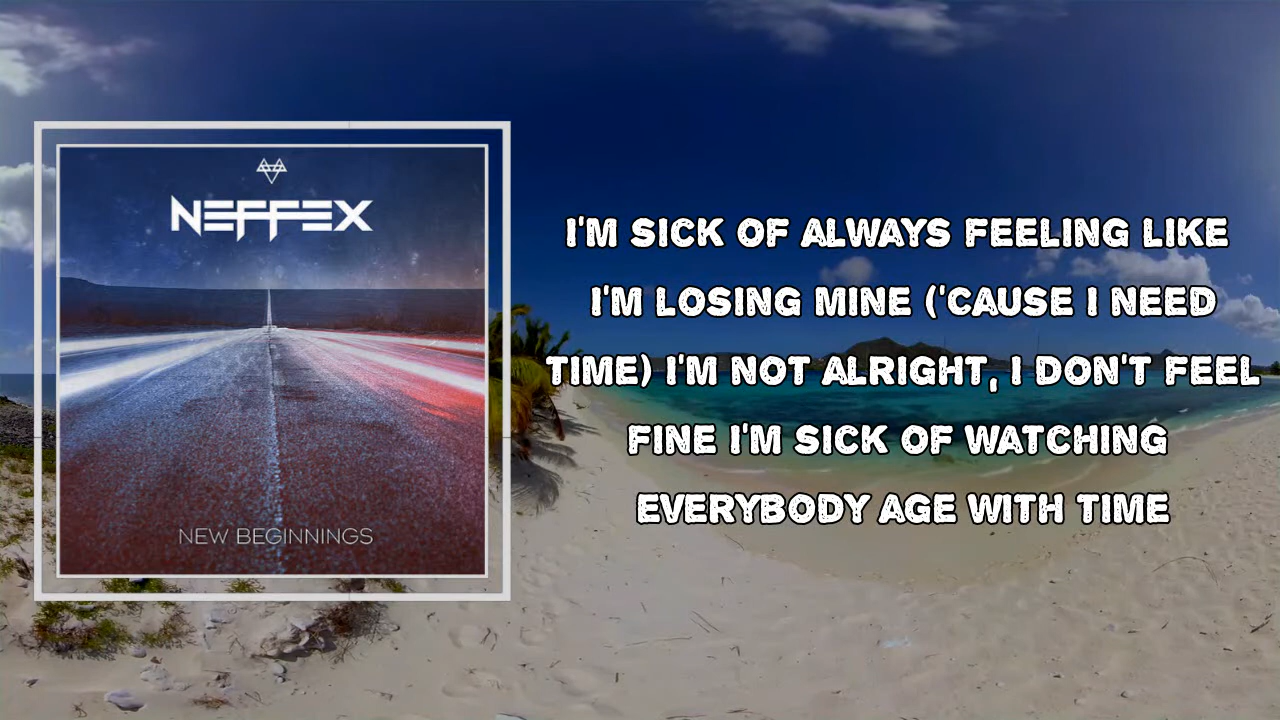 NEFFEX
NEW BEGINNINGS
I'M SICK OF ALWAYS FEELING LIKE
I'M LOSING MINE ('CAUSE I NEED
TIME) I'M NOT ALRIGHT, I DON'T FEEL
FINE I'M SICK OF WATCHING
EVERYBODY AGE WITH TIME